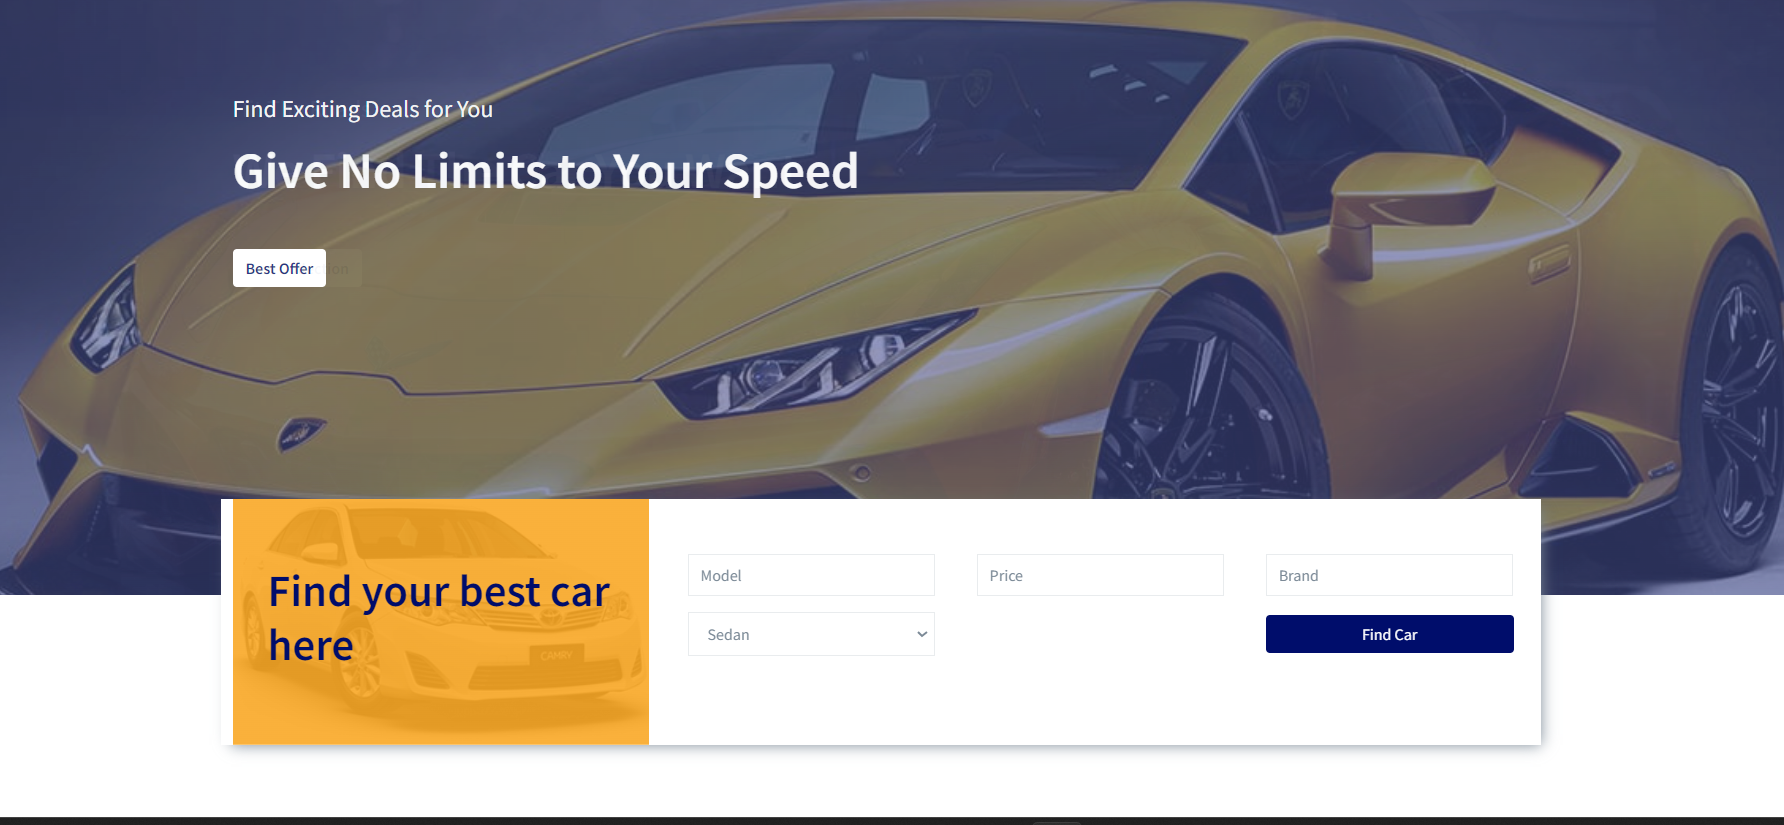 Find Exciting Deals for You
Give No Limits to Your Speed
Best Offer
Find your best car
here
CAMRY
Model
Price
Brand
Sedan
Find Car